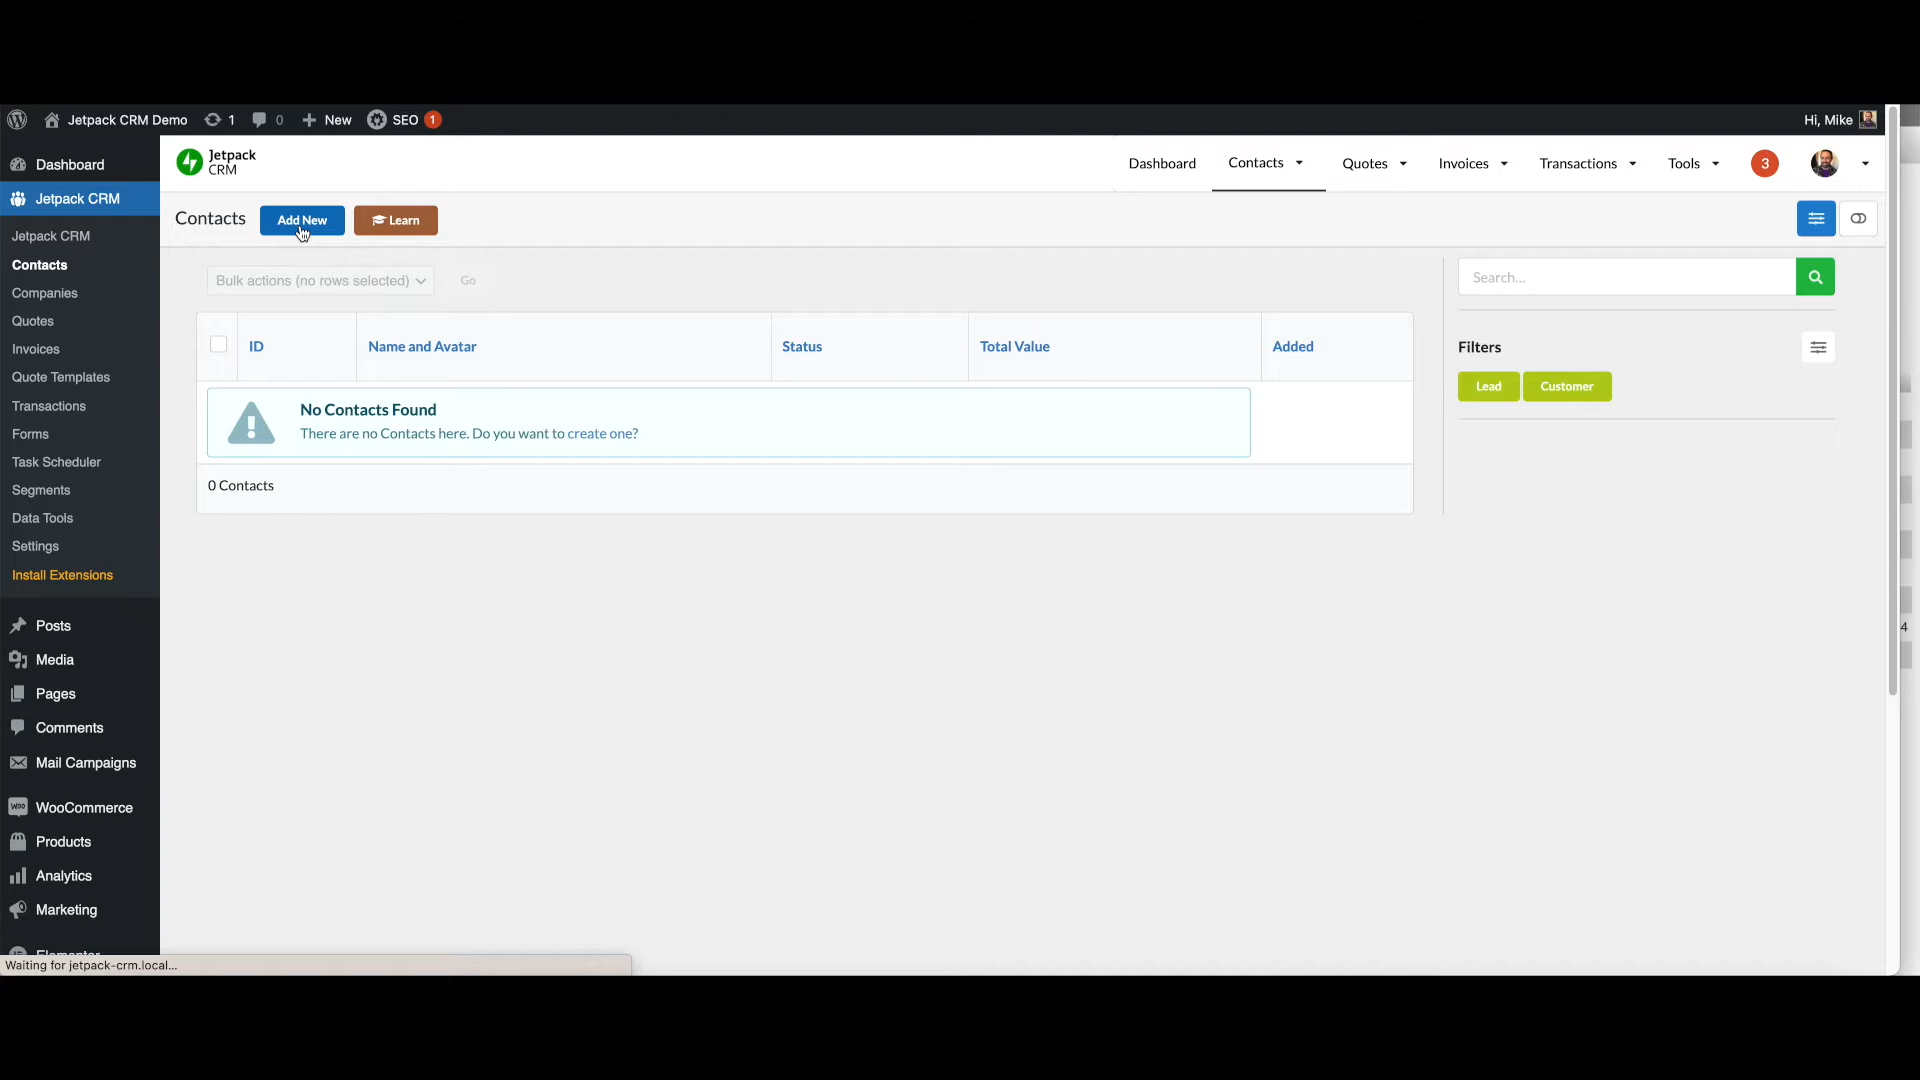 Jetpack CRM Demo 1 0 New SEO 1 Hi, Mike
Dashboard
Jetpack CRM
Jetpack CRM
Contacts
Companies
Quotes
Invoices
Quote Templates
Transactions
Forms
Task Scheduler
Segments
Data Tools
Settings
Install Extensions
Posts
Media
Pages
Comments
Mail Campaigns
WooCommerce
Products
Analytics
Marketing
Elementor
Waiting for jetpack-crm.local...
Jetpack
CRM
Dashboard Contacts Quotes Invoices Transactions Tools 3
Contacts Add New Learn
Bulk actions (no rows selected) Go
ID Name and Avatar Status Total Value Added
No Contacts Found
There are no Contacts here. Do you want to create one?
0 Contacts
Search...
Filters
Lead Customer
4